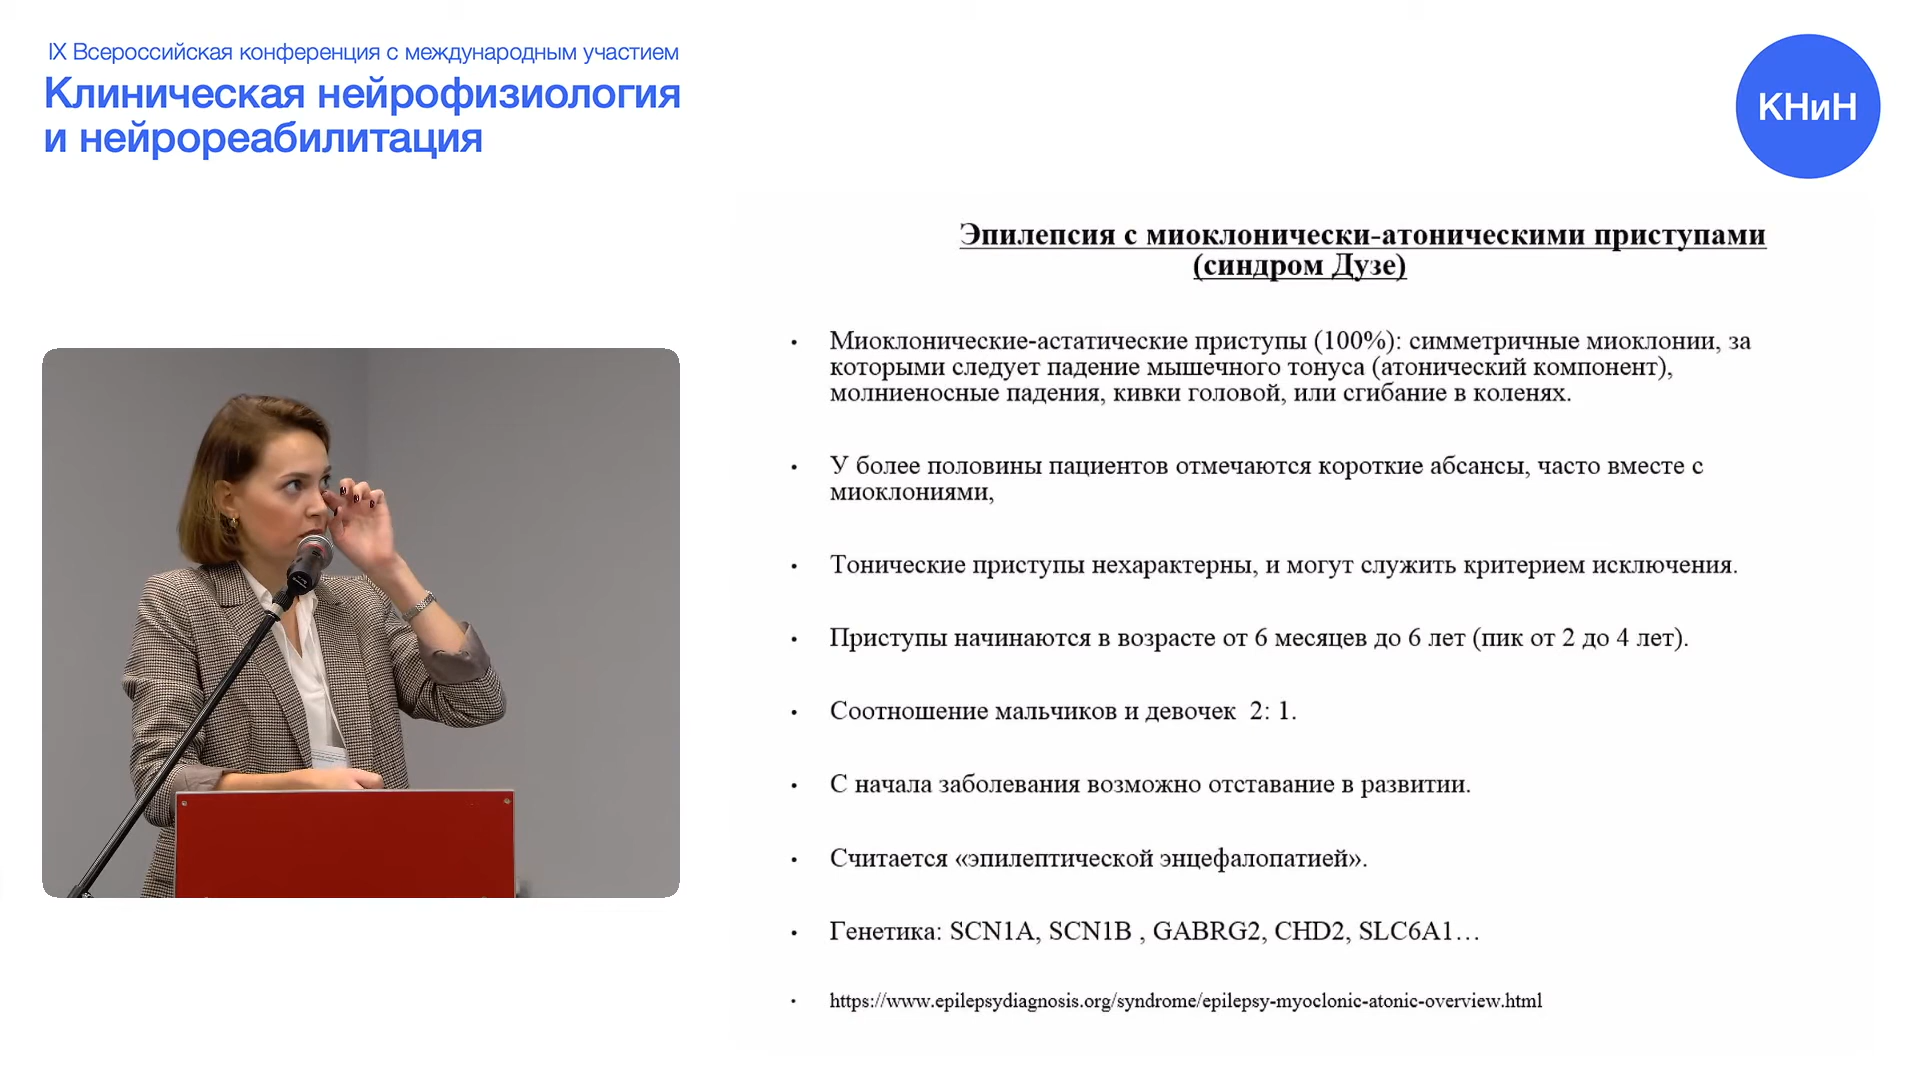 IX Всероссийская конференция с международным участием
Клиническая нейрофизиология
и нейрореабилитация
КНиН
Эпилепсия с миоклонически-атоническими приступами
(синдром Дузе)
• Миоклонические-астатические приступы (100%): симметричные миоклонии, за
которыми следует падение мышечного тонуса (атонический компонент),
молниеносные падения, кивки головой, или сгибание в коленях.
• У более половины пациентов отмечаются короткие абсансы, часто вместе с
миоклониями,
• Тонические приступы нехарактерны, и могут служить критерием исключения.
• Приступы начинаются в возрасте от 6 месяцев до 6 лет (пик от 2 до 4 лет).
• Соотношение мальчиков и девочек  2: 1.
• С начала заболевания возможно отставание в развитии.
• Считается «эпилептической энцефалопатией».
• Генетика: SCN1A, SCN1B , GABRG2, CHD2, SLC6A1…
• https://www.epilepsydiagnosis.org/syndrome/epilepsy-myoclonic-atonic-overview.html